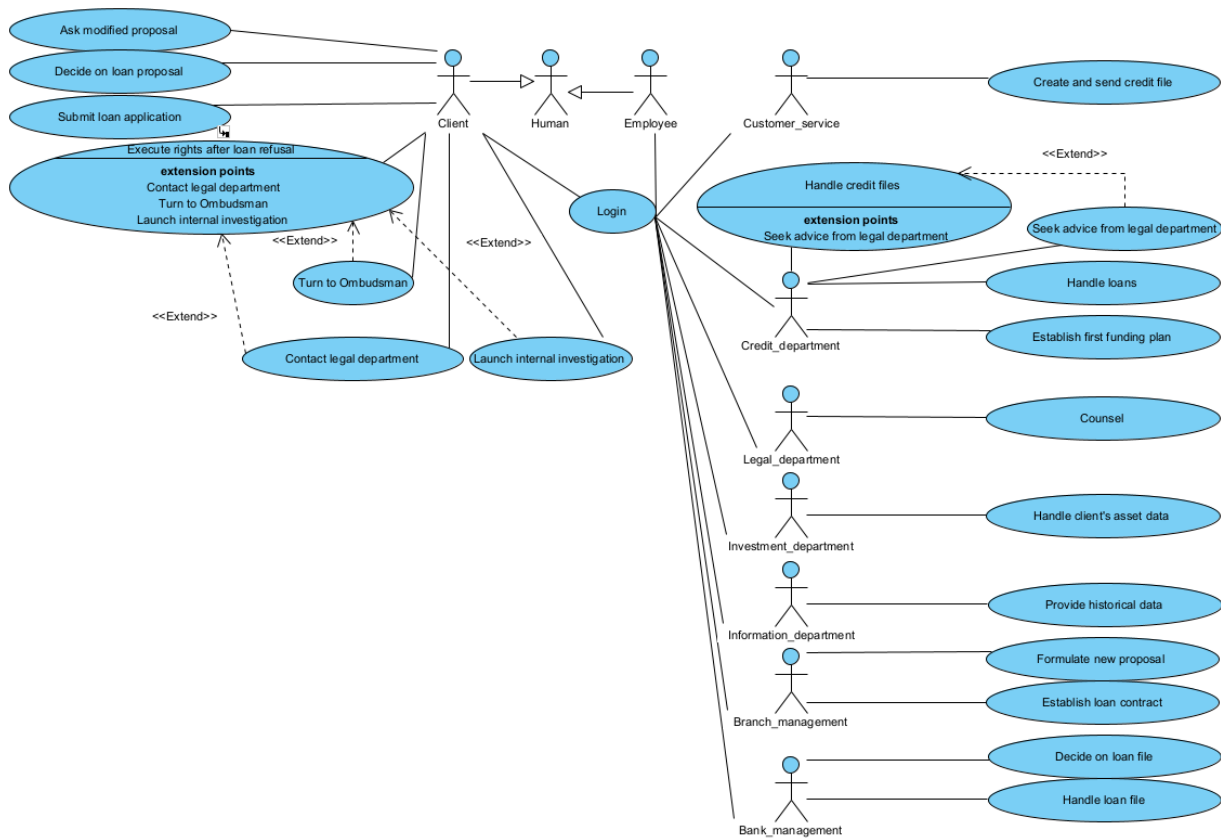 Ask modified proposal
Decide on loan proposal
Submit loan application
Client
Human
Employee
Customer_service
Create and send credit file
Execute rights after loan refusal
extension points
Contact legal department
Turn to Ombudsman
Launch internal investigation
Login
Handle credit files
extension points
Seek advice from legal department
<<Extend>>
Seek advice from legal department
<<Extend>>
<<Extend>>
Turn to Ombudsman
<<Extend>>
Contact legal department
Launch internal investigation
Handle loans
Credit_department
Establish first funding plan
Legal_department
Counsel
Investment_department
Handle client's asset data
Information_department
Provide historical data
Branch_management
Formulate new proposal
Establish loan contract
Bank_management
Decide on loan file
Handle loan file